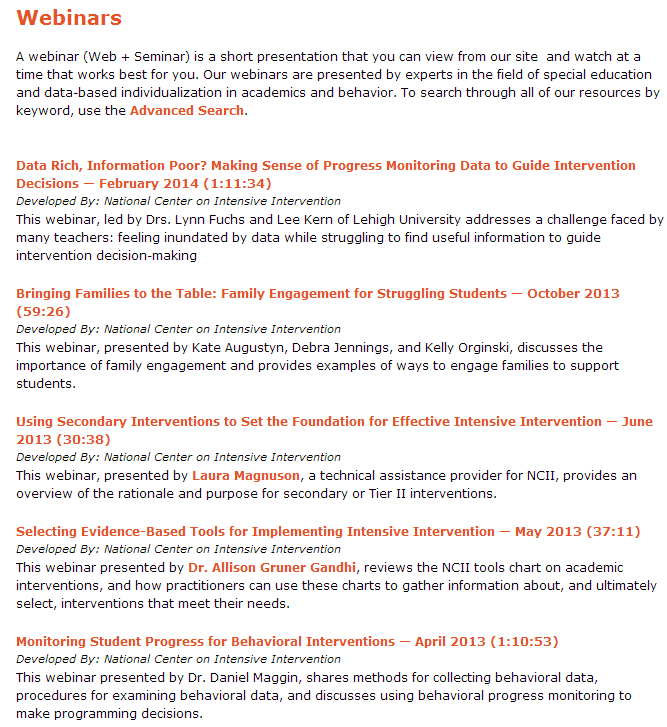 Webinars
A webinar (Web + Seminar) is a short presentation that you can view from our site  and watch at a
time that works best for you. Our webinars are presented by experts in the field of special education
and data-based individualization in academics and behavior. To search through all of our resources by
keyword, use the Advanced Search.
Data Rich, Information Poor? Making Sense of Progress Monitoring Data to Guide Intervention
Decisions — February 2014 (1:11:34)
Developed By: National Center on Intensive Intervention
This webinar, led by Drs. Lynn Fuchs and Lee Kern of Lehigh University addresses a challenge faced by
many teachers: feeling inundated by data while struggling to find useful information to guide
intervention decision-making
Bringing Families to the Table: Family Engagement for Struggling Students — October 2013
(59:26)
Developed By: National Center on Intensive Intervention
This webinar, presented by Kate Augustyn, Debra Jennings, and Kelly Orginski, discusses the
importance of family engagement and provides examples of ways to engage families to support
students.
Using Secondary Interventions to Set the Foundation for Effective Intensive Intervention — June
2013 (30:38)
Developed By: National Center on Intensive Intervention
This webinar, presented by Laura Magnuson, a technical assistance provider for NCII, provides an
overview of the rationale and purpose for secondary or Tier II interventions.
Selecting Evidence-Based Tools for Implementing Intensive Intervention — May 2013 (37:11)
Developed By: National Center on Intensive Intervention
This webinar presented by Dr. Allison Gruner Gandhi, reviews the NCII tools chart on academic
interventions, and how practitioners can use these charts to gather information about, and ultimately
select, interventions that meet their needs.
Monitoring Student Progress for Behavioral Interventions — April 2013 (1:10:53)
Developed By: National Center on Intensive Intervention
This webinar presented by Dr. Daniel Maggin, shares methods for collecting behavioral data,
procedures for examining behavioral data, and discusses using behavioral progress monitoring to
make programming decisions.